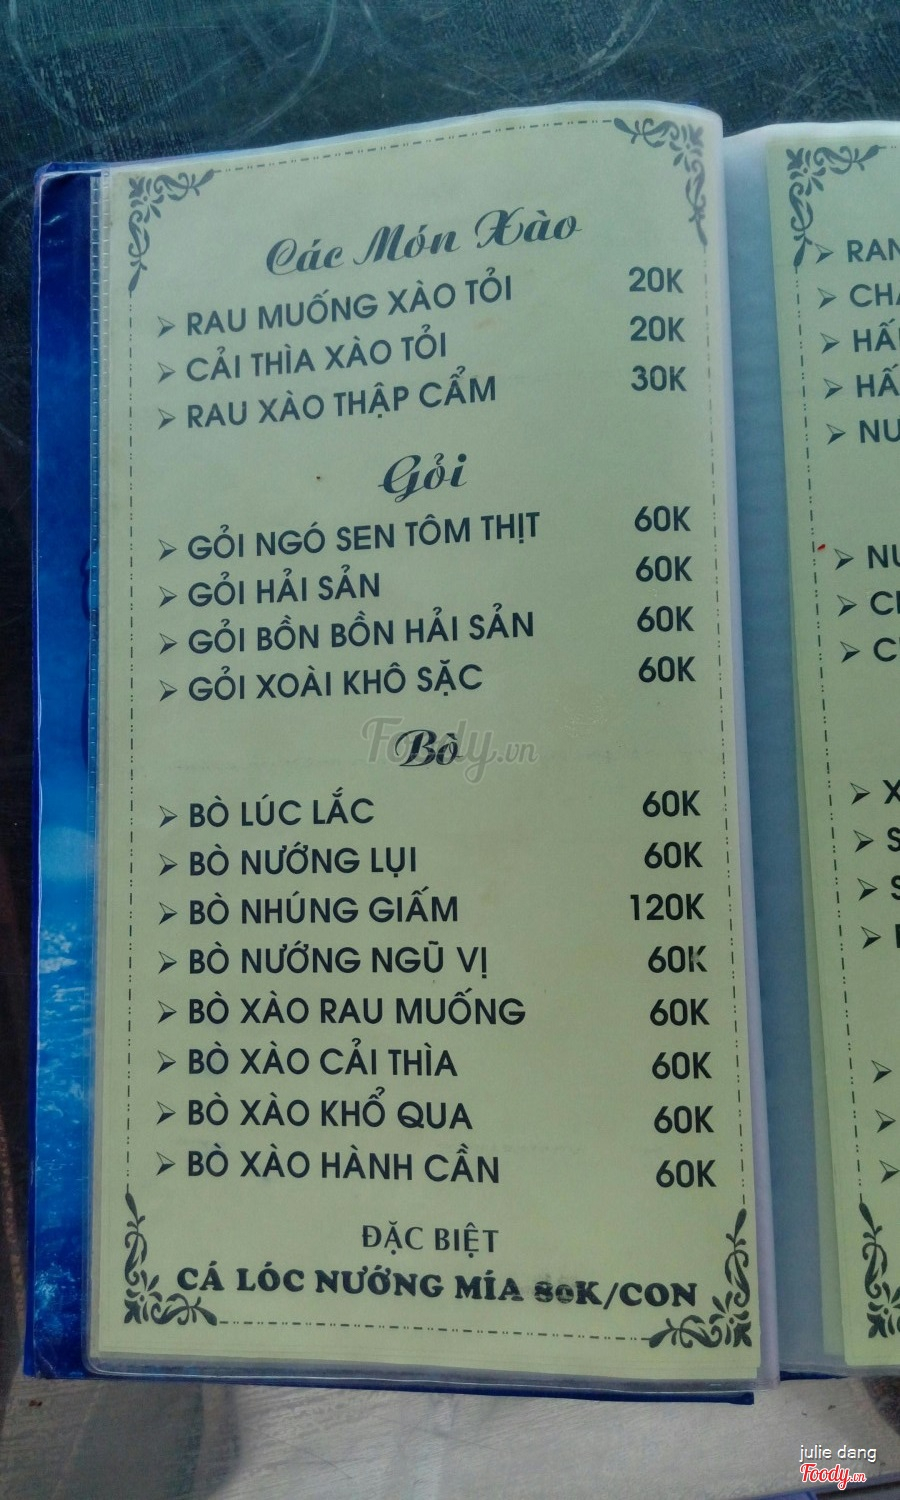 Các Món Xào
RAU MUỐNG XÀO TỎI 20K
CẢI THÌA XÀO TỎI 20K
RAU XÀO THẬP CẨM 30K
Gỏi
GỎI NGÓ SEN TÔM THỊT 60K
GỎI HẢI SẢN 60K
GỎI BỒN BỒN HẢI SẢN 60K
GỎI XOÀI KHÔ SẶC 60K
Foody.vn
Bò
BÒ LÚC LẮC 60K
BÒ NƯỚNG LỤI 60K
BÒ NHÚNG GIẤM 120K
BÒ NƯỚNG NGŨ VỊ 60K
BÒ XÀO RAU MUỐNG 60K
BÒ XÀO CẢI THÌA 60K
BÒ XÀO KHỔ QUA 60K
BÒ XÀO HÀNH CẦN 60K
ĐẶC BIỆT
CÁ LÓC NƯỚNG MÍA 80K/CON
julie dang
Foody.vn